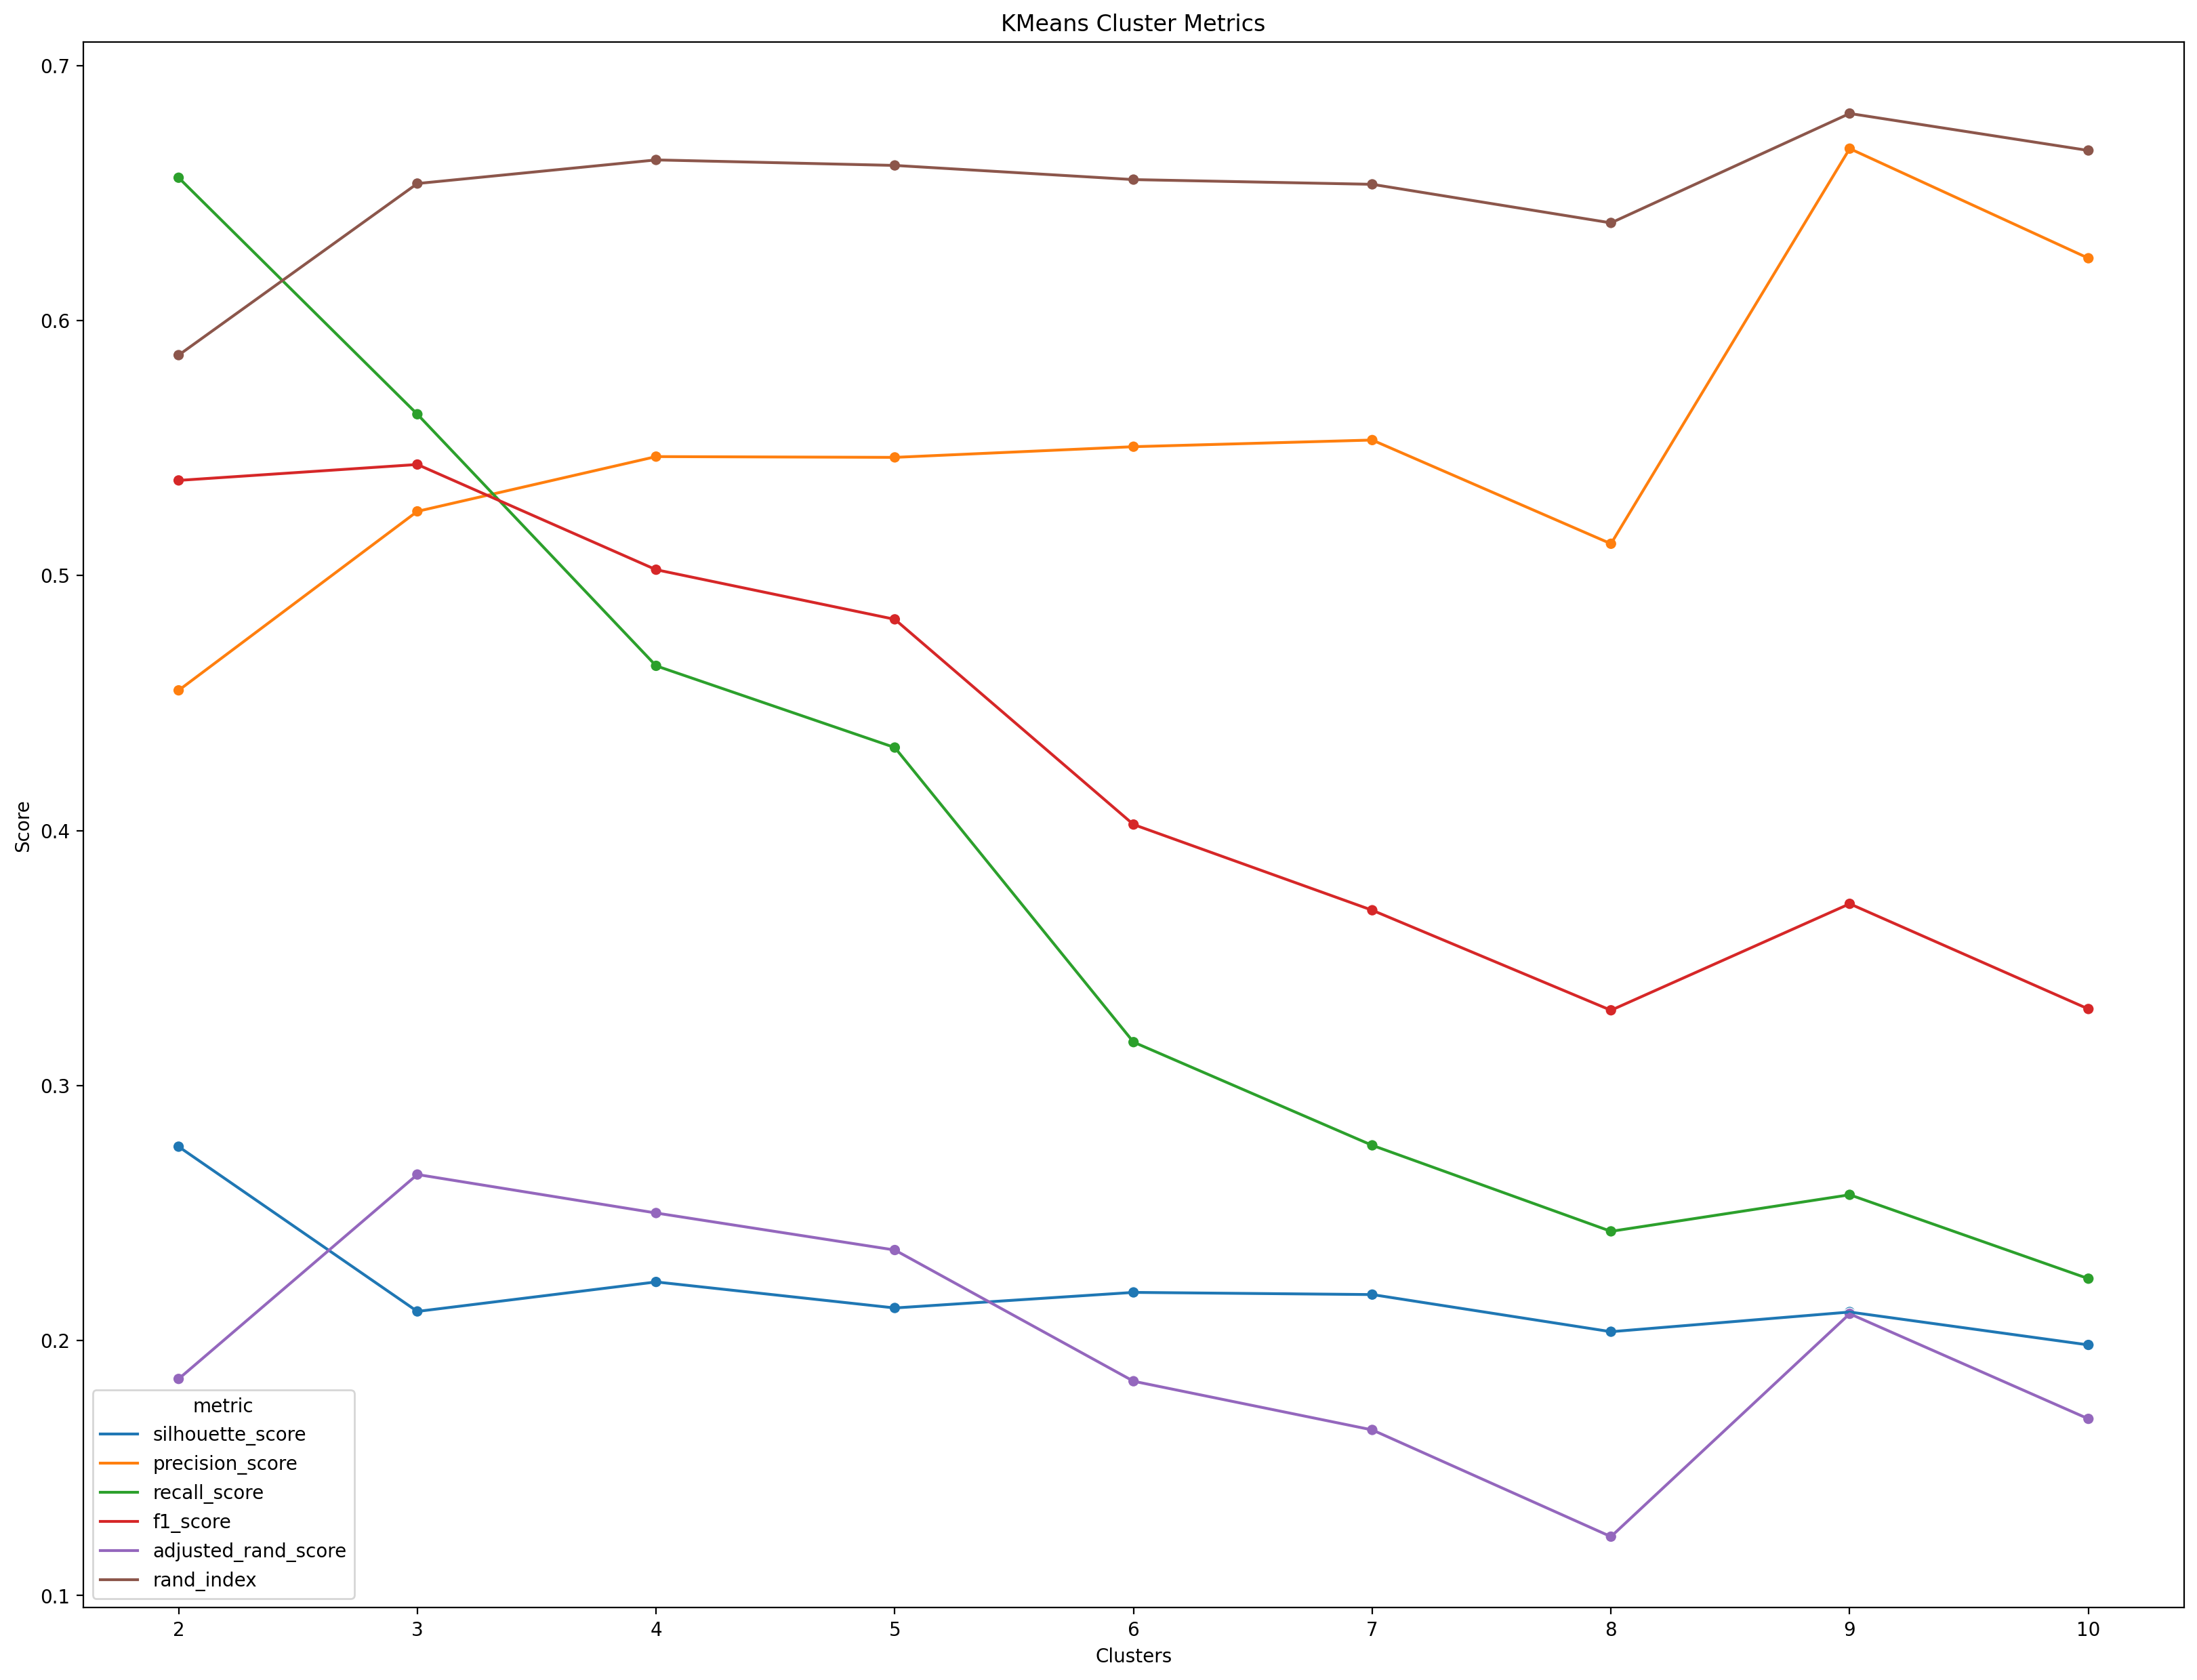 KMeans Cluster Metrics
0.7
0.6
0.5
0.4
0.3
0.2
0.1
Score
metric
silhouette_score
precision_score
recall_score
f1_score
adjusted_rand_score
rand_index
2 3 4 5 6 7 8 9 10
Clusters